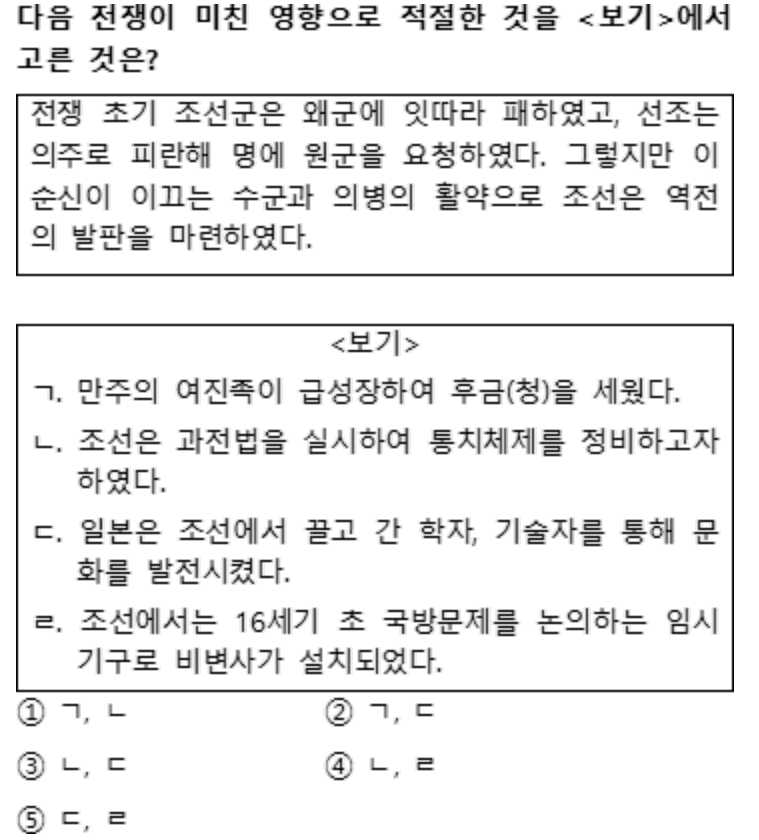 다음 전쟁이 미친 영향으로 적절한 것을 <보기>에서
고른 것은?
전쟁 초기 조선군은 왜군에 잇따라 패하였고, 선조는
의주로 피란해 명에 원군을 요청하였다. 그렇지만 이
순신이 이끄는 수군과 의병의 활약으로 조선은 역전
의 발판을 마련하였다.
<보기>
ㄱ. 만주의 여진족이 급성장하여 후금(청)을 세웠다.
ㄴ. 조선은 과전법을 실시하여 통치체제를 정비하고자
하였다.
ㄷ. 일본은 조선에서 끌고 간 학자, 기술자를 통해 문
화를 발전시켰다.
ㄹ. 조선에서는 16세기 초 국방문제를 논의하는 임시
기구로 비변사가 설치되었다.
① ㄱ, ㄴ ② ㄱ, ㄷ
③ ㄴ, ㄷ ④ ㄴ, ㄹ
⑤ ㄷ, ㄹ